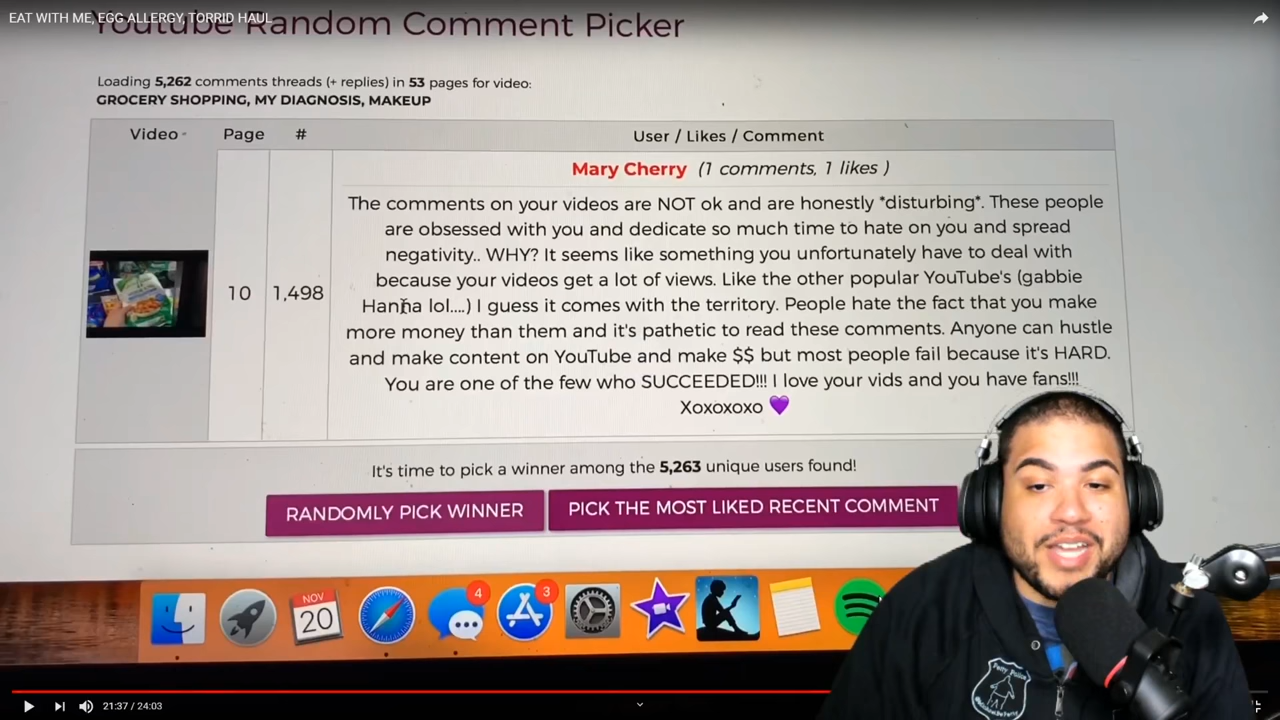 EAT WITH ME, EGG ALLERGY, TORRID HAUL
Youtube Random Comment Picker
Loading 5,262 comments threads (+ replies) in 53 pages for video:
GROCERY SHOPPING, MY DIAGNOSIS, MAKEUP
Video Page # User / Likes / Comment
Mary Cherry (1 comments, 1 likes )
The comments on your videos are NOT ok and are honestly *disturbing*. These people
are obsessed with you and dedicate so much time to hate on you and spread
negativity.. WHY? It seems like something you unfortunately have to deal with
because your videos get a lot of views. Like the other popular YouTube's (gabbie
10 1,498
Hanna lol....) I guess it comes with the territory. People hate the fact that you make
more money than them and it's pathetic to read these comments. Anyone can hustle
and make content on YouTube and make $$ but most people fail because it's HARD.
You are one of the few who SUCCEEDED!!! I love your vids and you have fans!!!
Xoxoxoxo 💜
It's time to pick a winner among the 5,263 unique users found!
RANDOMLY PICK WINNER PICK THE MOST LIKED RECENT COMMENT
NOV
20
4
3
Petty Police
21:37 / 24:03